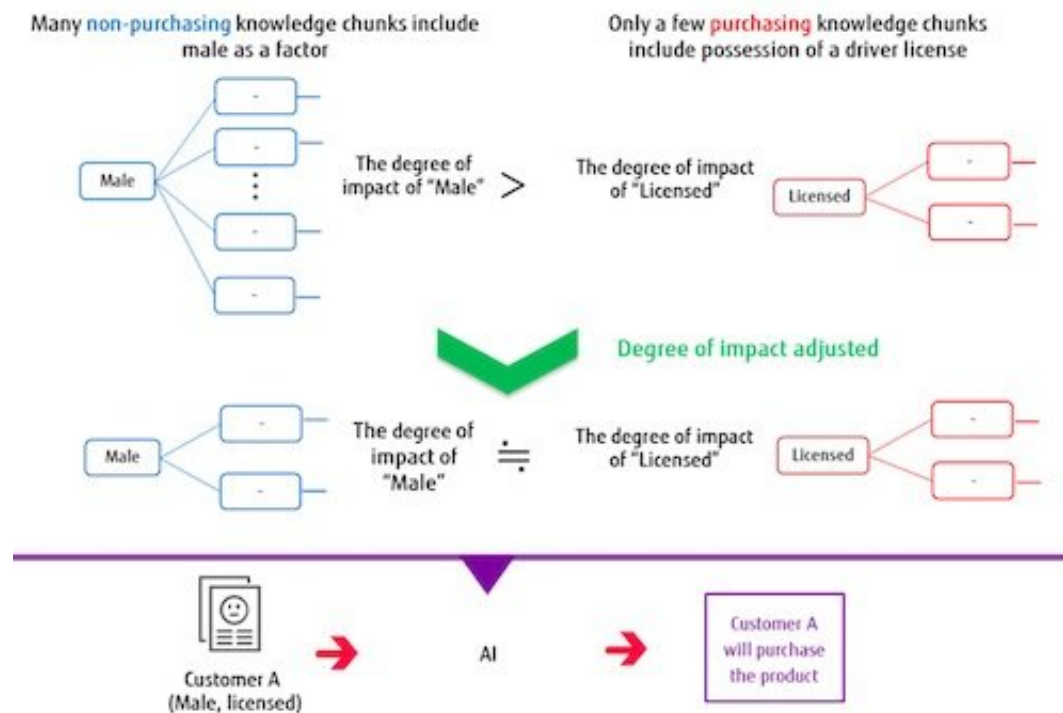 Many non-purchasing knowledge chunks include
male as a factor
Only a few purchasing knowledge chunks
include possession of a driver license
-
-
-
-
Male
The degree of
impact of "Male"
>
The degree of impact
of "Licensed"
Licensed
-
-
Degree of impact adjusted
Male
-
-
The degree of
impact of
"Male"
≒
The degree of impact
of "Licensed"
Licensed
-
-
Customer A
(Male, licensed)
AI
Customer A
will purchase
the product